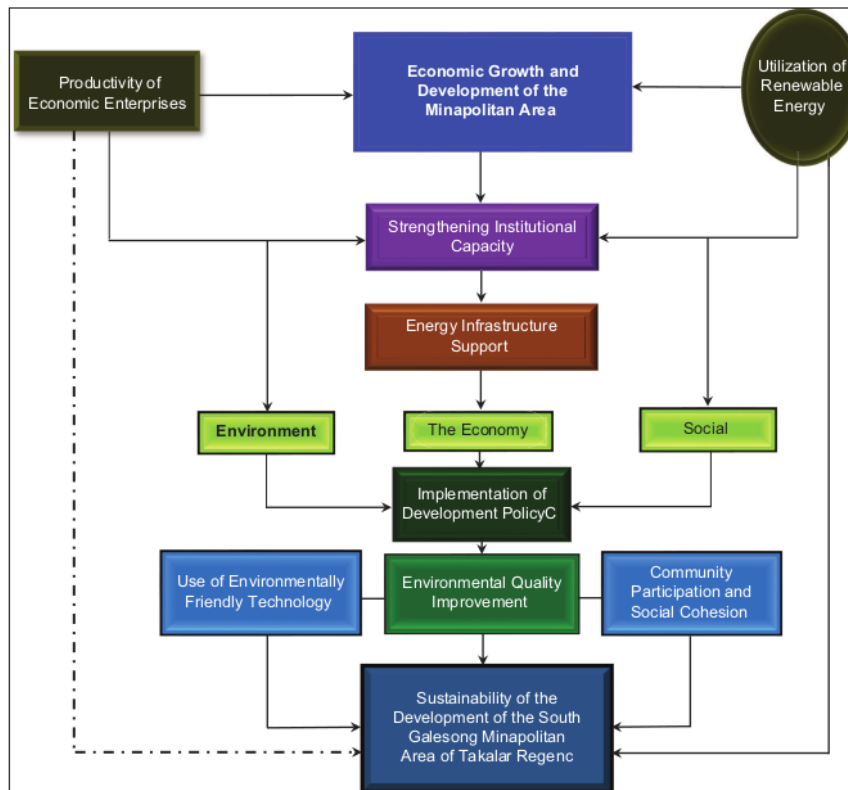 Productivity of
Economic Enterprises
Economic Growth and
Development of the
Minapolitan Area
Utilization of
Renewable
Energy
Strengthening Institutional
Capacity
Energy Infrastructure
Support
Environment
The Economy
Social
Implementation of
Development PolicyC
Use of Environmentally
Friendly Technology
Environmental Quality
Improvement
Community
Participation and
Social Cohesion
Sustainability of the
Development of the South
Galesong Minapolitan
Area of Takalar Regenc